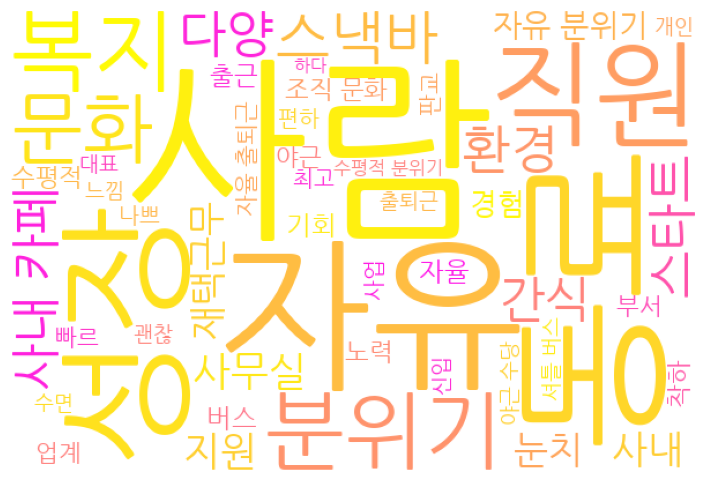 복지
다양
스낵바
자유 분위기
개인
문화
출근
하다
조직 문화
사람
직원
판교
자율 출퇴근
편하
야근
수평적 분위기
환경
수평적
대표
느낌
최고
출퇴근
경험
동료
스타트
사내 카페
성장
나쁘
재택근무
기회
자유
사업
자율
간식
부서
빠르
괜찮
사무실
노력
신입
야근 수당
셔틀 버스
착하
수면
버스
분위기
업계
지원
눈치
사내